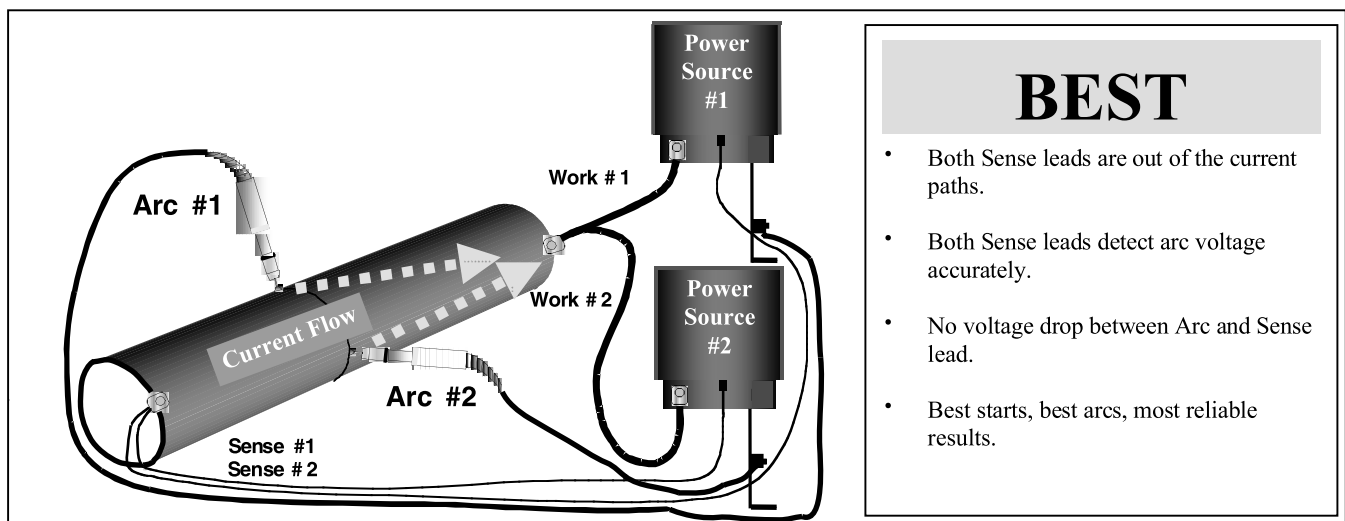 Power
Source
#1
Work # 1
Arc #1
Work # 2
Power
Source
#2
Current Flow
Arc #2
Sense #1
Sense # 2
BEST
• Both Sense leads are out of the current
paths.
• Both Sense leads detect arc voltage
accurately.
• No voltage drop between Arc and Sense
lead.
• Best starts, best arcs, most reliable
results.